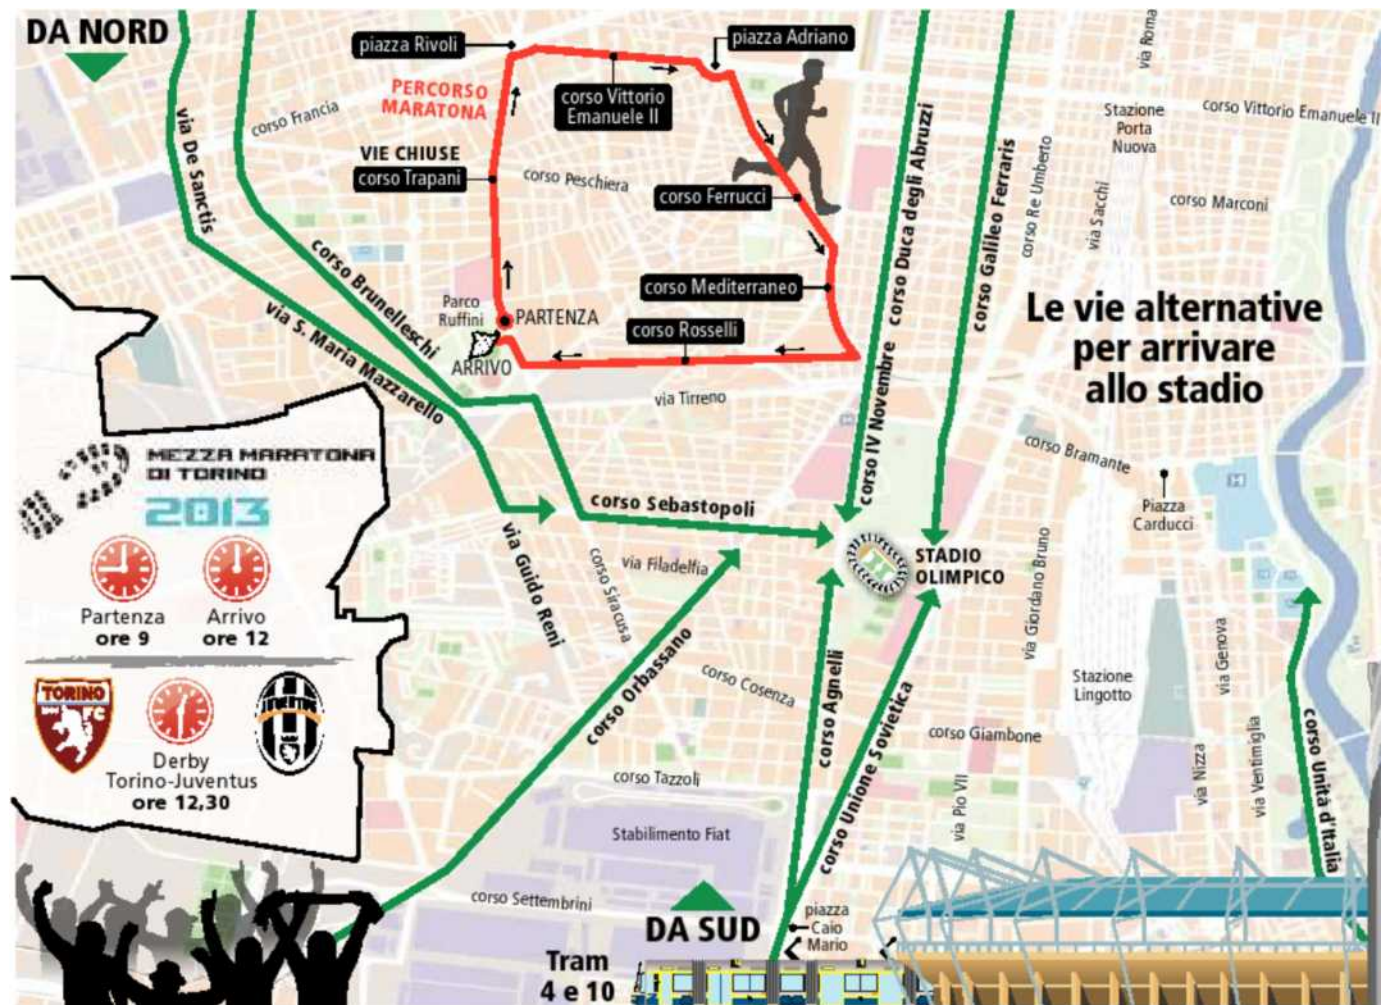 DA NORD
piazza Rivoli
piazza Adriano
via Roma
PERCORSO
MARATONA
corso Vittorio
Emanuele II
corso Francia
Stazione
Porta
Nuova
corso Vittorio Emanuele II
via De Sanctis
VIE CHIUSE
corso Trapani
corso Peschiera
corso Ferrucci
corso Duca degli Abruzzi
corso Galileo Ferraris
corso Re Umberto
via Sacchi
corso Marconi
corso Brunelleschi
via S. Maria Mazzarello
Parco
Ruffini
PARTENZA
ARRIVO
corso Mediterraneo
corso Rosselli
via Tirreno
corso IV Novembre
Le vie alternative
per arrivare
allo stadio
corso Bramante
Piazza
Carducci
MEZZA MARATONA
DI TORINO
2013
Partenza
ore 9
Arrivo
ore 12
TORINO
FC
JUVENTUS
Derby
Torino-Juventus
ore 12,30
corso Sebastopoli
via Guido Reni
corso Siracusa
via Filadelfia
STADIO
OLIMPICO
via Giordano Bruno
corso Orbassano
corso Cosenza
corso Agnelli
corso Unione Sovietica
Stazione
Lingotto
via Genova
corso Giambone
via Nizza
via Ventimiglia
corso Unità d'Italia
corso Tazzoli
via Pio VII
Stabilimento Fiat
corso Settembrini
DA SUD
piazza
Caio
Mario
Tram
4 e 10